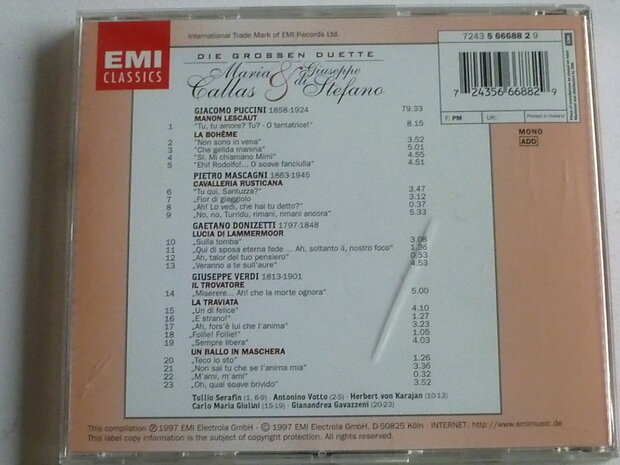 International Trade Mark of EMI Records Ltd.
EMI
CLASSICS
7243 5 66688 2 9
7 24356 66882 9
F: PM
UK:
Printed in Holland
DIE GROSSEN DUETTE
Maria Callas & Giuseppe di Stefano
MONO
ADD
GIACOMO PUCCINI 1858-1924 79.33
MANON LESCAUT
1 "Tu, tu amore? Tu? - O tentatrice!" 8.15
LA BOHÈME
2 "Non sono in vena" 3.52
3 "Che gelida manina" 5.01
4 "Sì. Mi chiamano Mimì" 4.55
5 "Ehi! Rodolfo!... O soave fanciulla" 4.51
PIETRO MASCAGNI 1863-1945
CAVALLERIA RUSTICANA
6 "Tu qui, Santuzza?" 3.47
7 „Fior di giaggiolo 3.12
8 „Ah! Lo vedi, che hai tu detto?" 0.37
9 "No, no, Turridu, rimani, rimani ancora" 5.33
GAETANO DONIZETTI 1797-1848
LUCIA DI LAMMERMOOR
10 „Sulla tomba" 3.08
11 „Qui di sposa eterna fede ... Ah, soltanto il, nostro foco" 1.36
12 „Ah, talor del tuo pensiero" 0.53
13 "Veranno a te sull'aure" 4.53
GIUSEPPE VERDI 1813-1901
IL TROVATORE
14 „Miserere... Ah! che la morte ognora" 5.00
LA TRAVIATA
15 „Un dì felice" 4.10
16 "E strano!" 1.27
17 „Ah, fors'è lui che l'anima" 3.23
18 „Follie! Follie!" 1.05
19 „Sempre libera" 4.03
UN BALLO IN MASCHERA
20 "Teco io sto" 1.26
21 „Non sai tu che se l'anima mia" 3.36
22 „M'ami, m'ami" 0.32
23 "Oh, qual soave brivido" 3.52
Tullio Serafin (1, 6-9) · Antonino Votto (2-5) · Herbert von Karajan (10-13)
Carlo Maria Giulini (15-19) · Gianandrea Gavazzeni (20-23)
This compilation ℗ 1997 EMI Electrola GmbH · © 1997 EMI Electrola GmbH. D-50825 Köln · INTERNET: http://www.emimusic.de
This label copy information is the subject of copyright protection. All rights reserved.